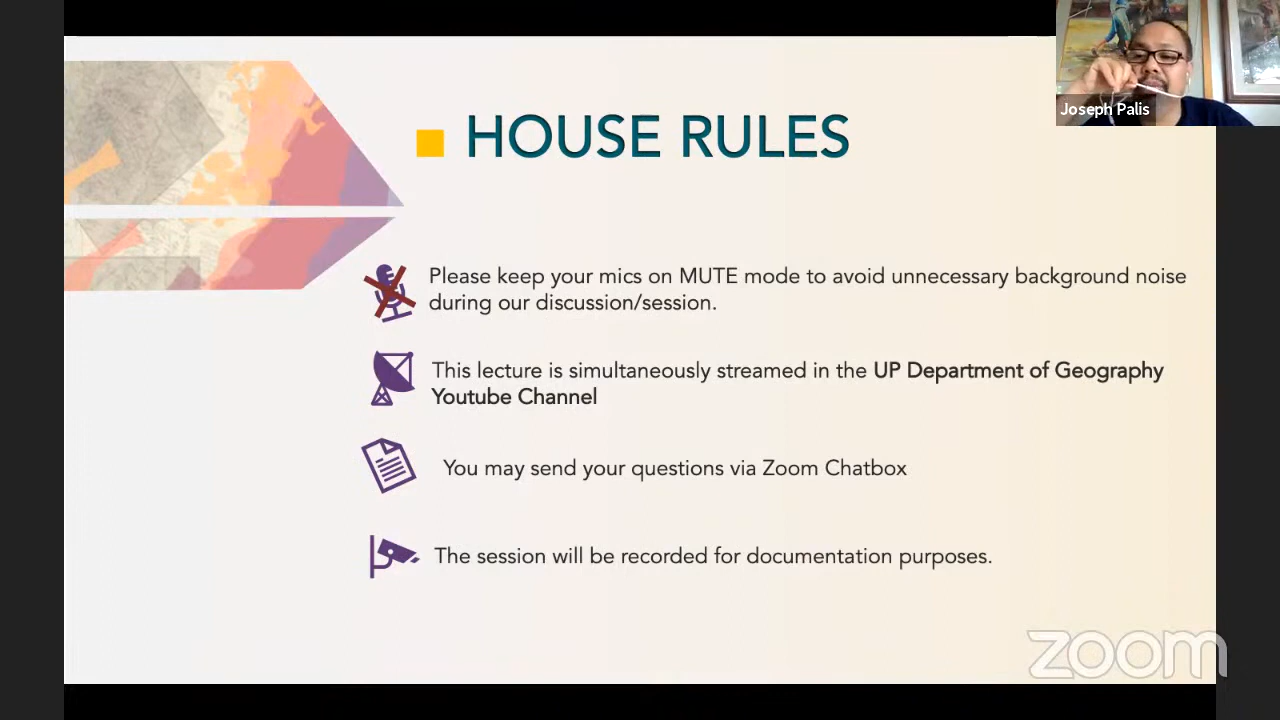 HOUSE RULES
Joseph Palis
Please keep your mics on MUTE mode to avoid unnecessary background noise
during our discussion/session.
This lecture is simultaneously streamed in the UP Department of Geography
Youtube Channel
You may send your questions via Zoom Chatbox
The session will be recorded for documentation purposes.
zoom